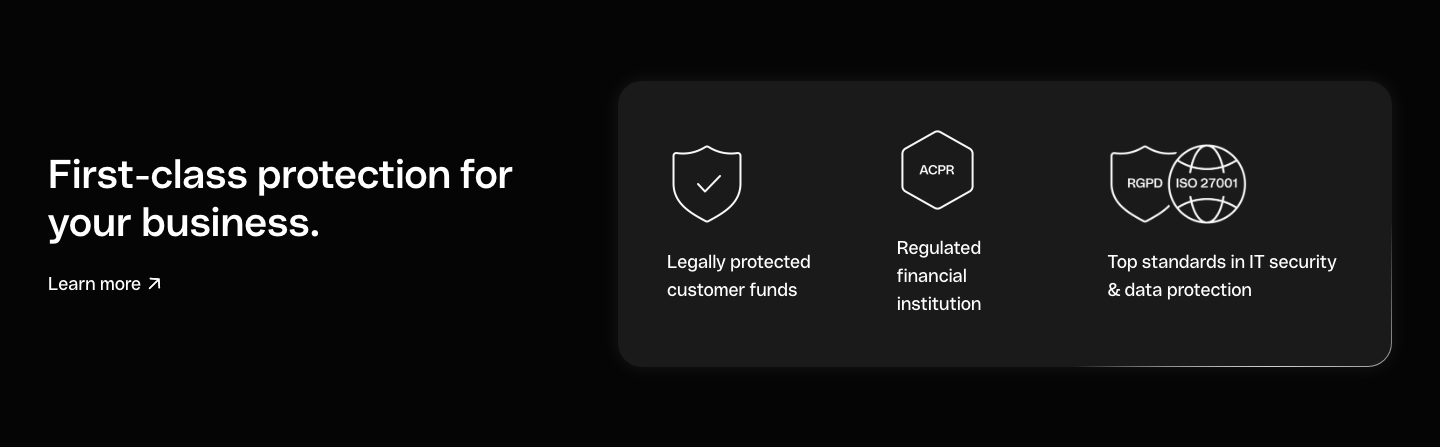 First-class protection for
your business.
Learn more
Legally protected
customer funds
ACPR
Regulated
financial
institution
RGPD
ISO 27001
Top standards in IT security
& data protection